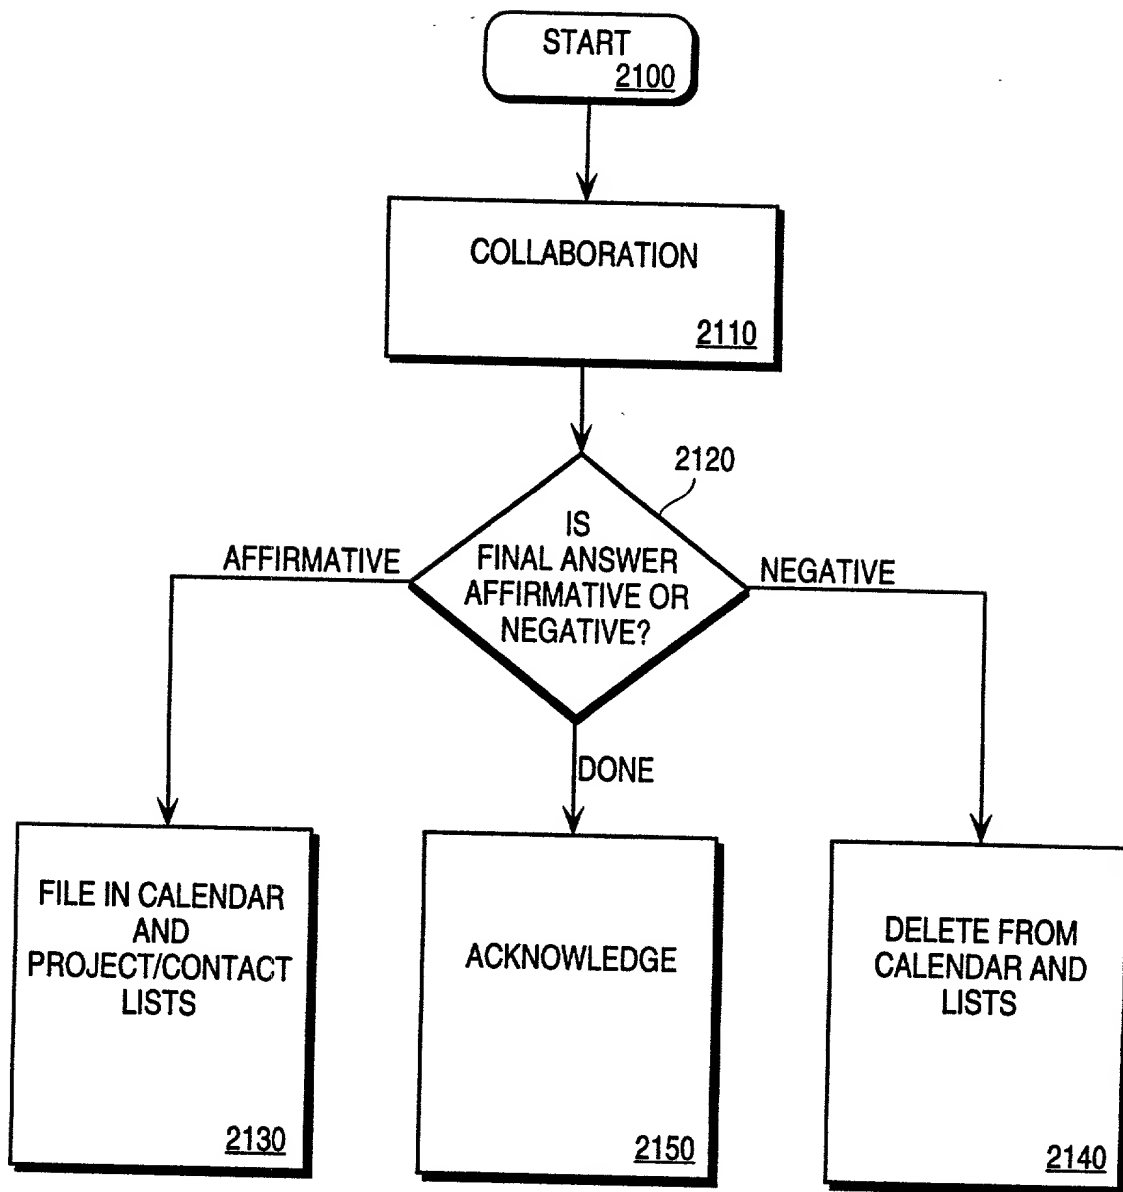 START
2100
COLLABORATION
2110
2120
IS
FINAL ANSWER
AFFIRMATIVE OR
NEGATIVE?
AFFIRMATIVE
NEGATIVE
DONE
FILE IN CALENDAR
AND
PROJECT/CONTACT
LISTS
2130
ACKNOWLEDGE
2150
DELETE FROM
CALENDAR AND
LISTS
2140